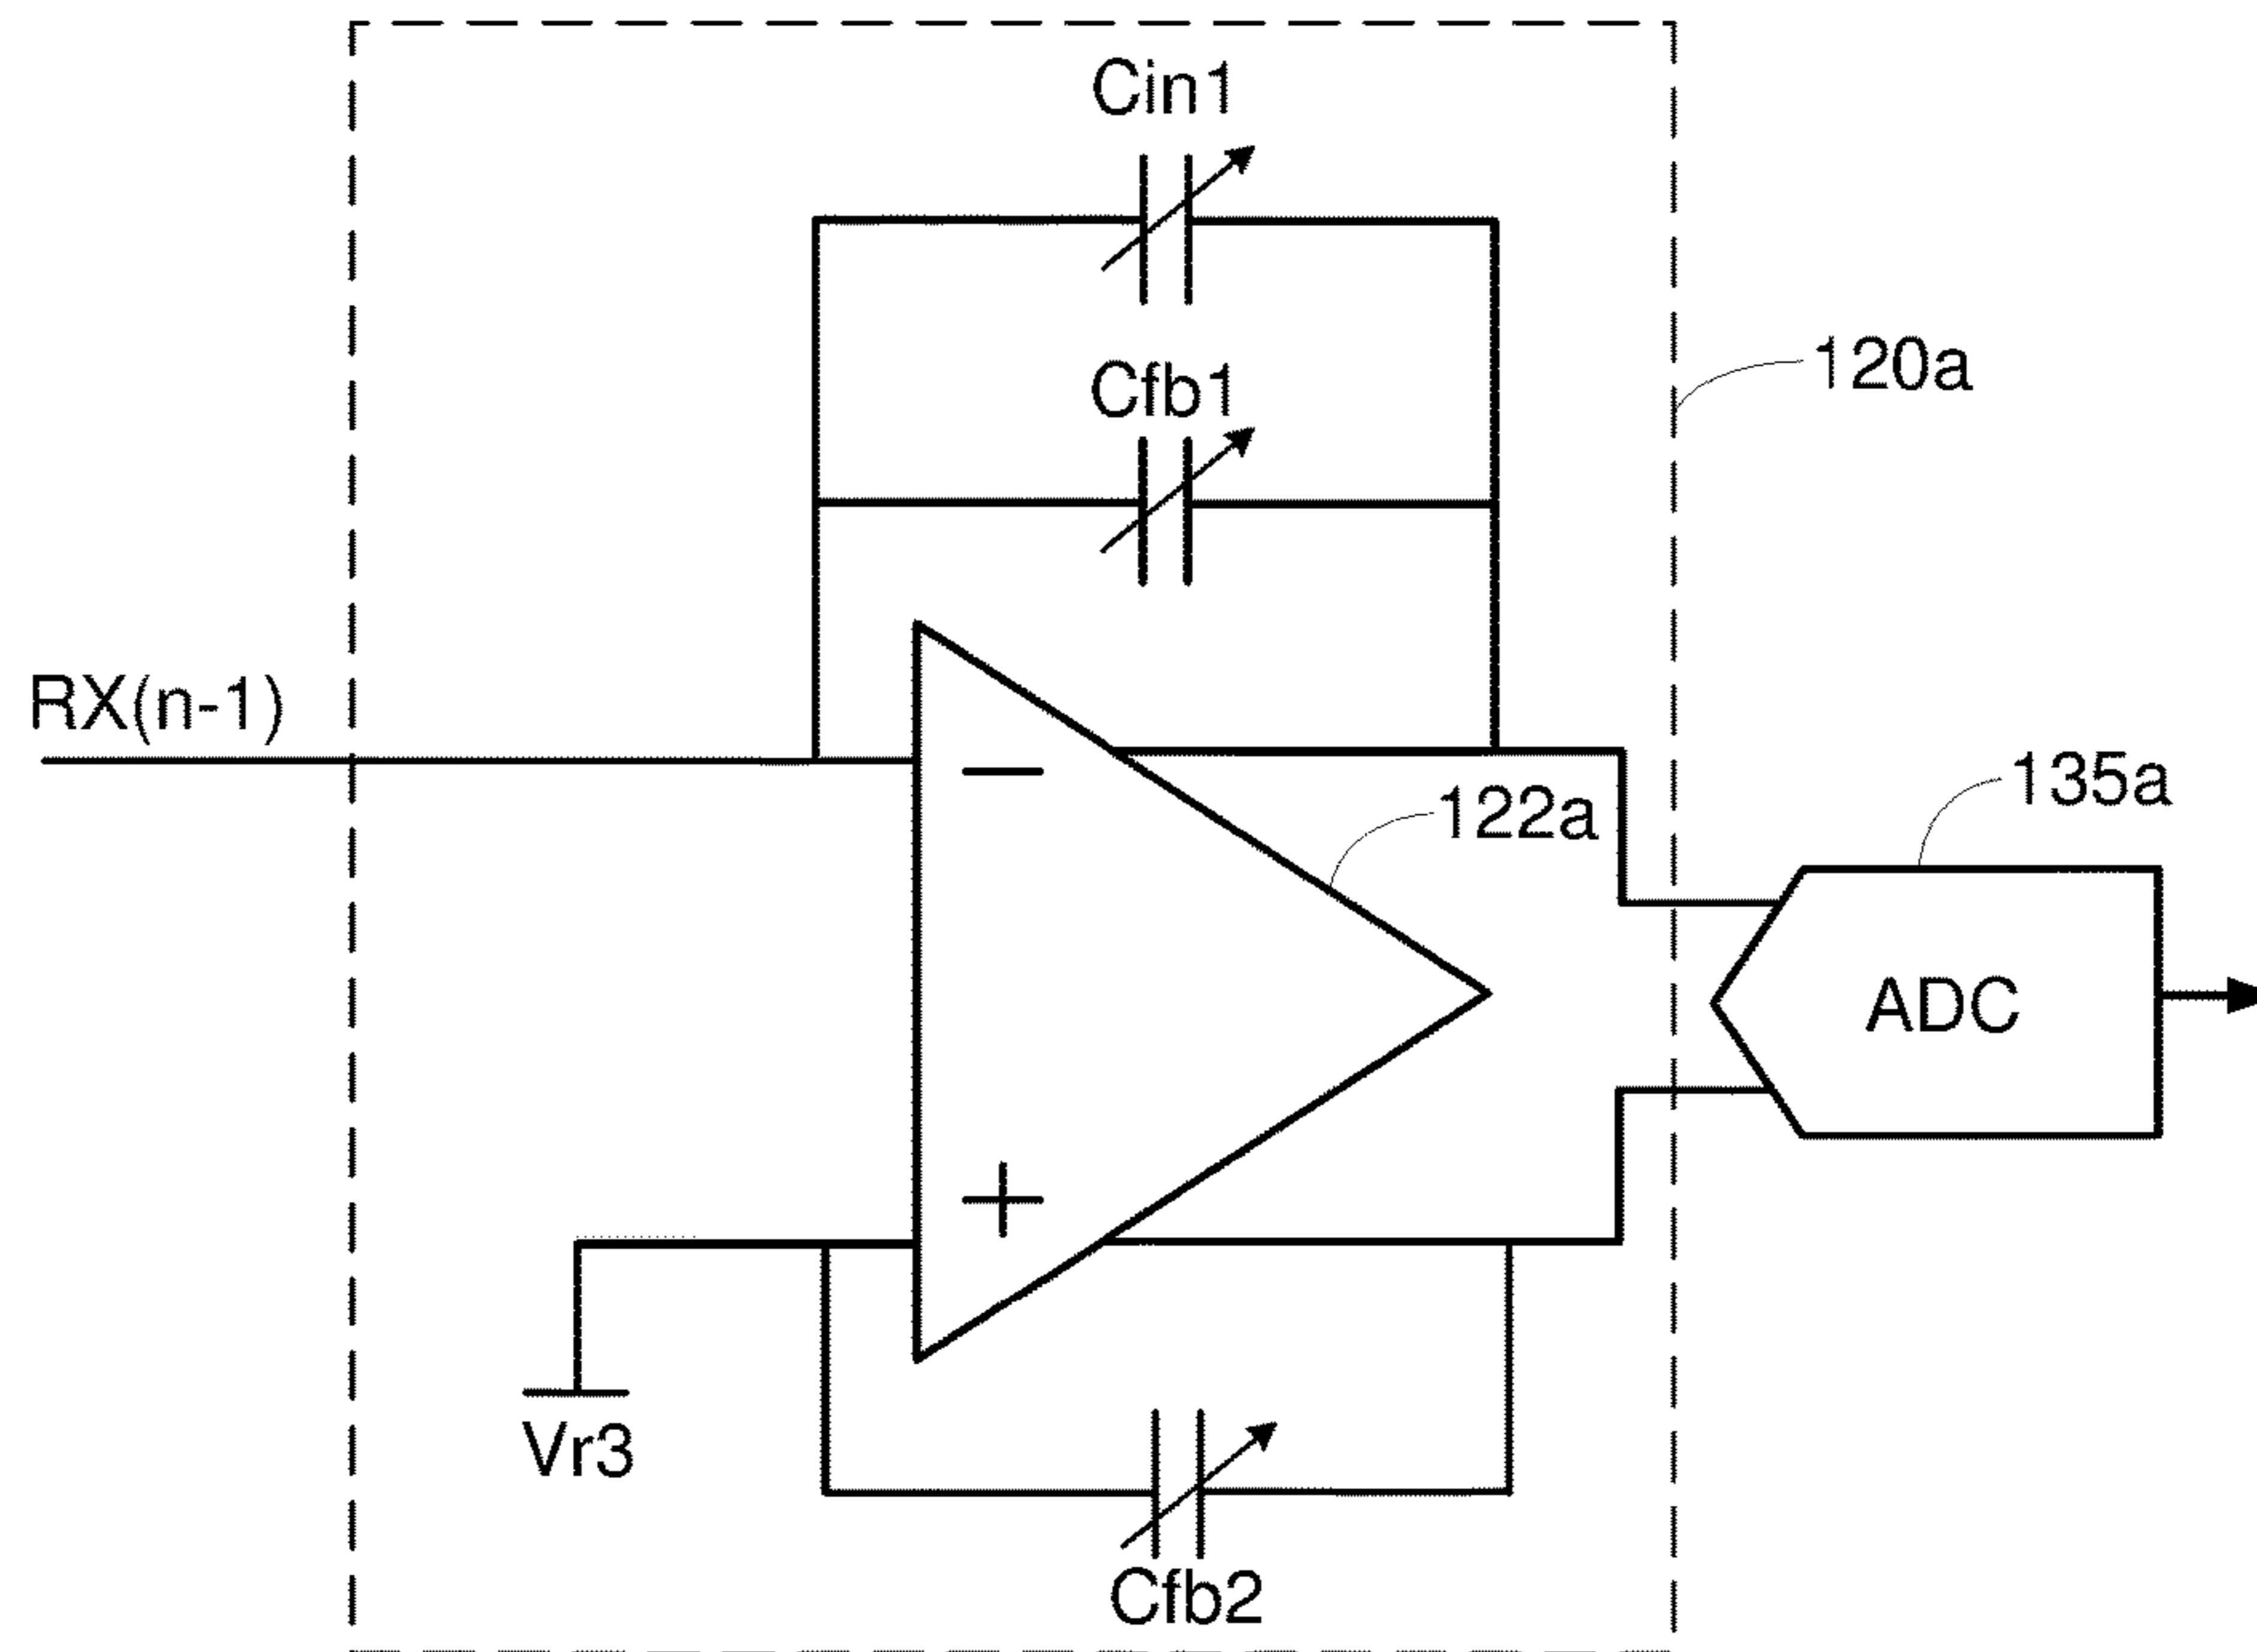 Cin1
Cfb1
120a
RX(n-1)
−
122a
135a
ADC
+
Vr3
Cfb2